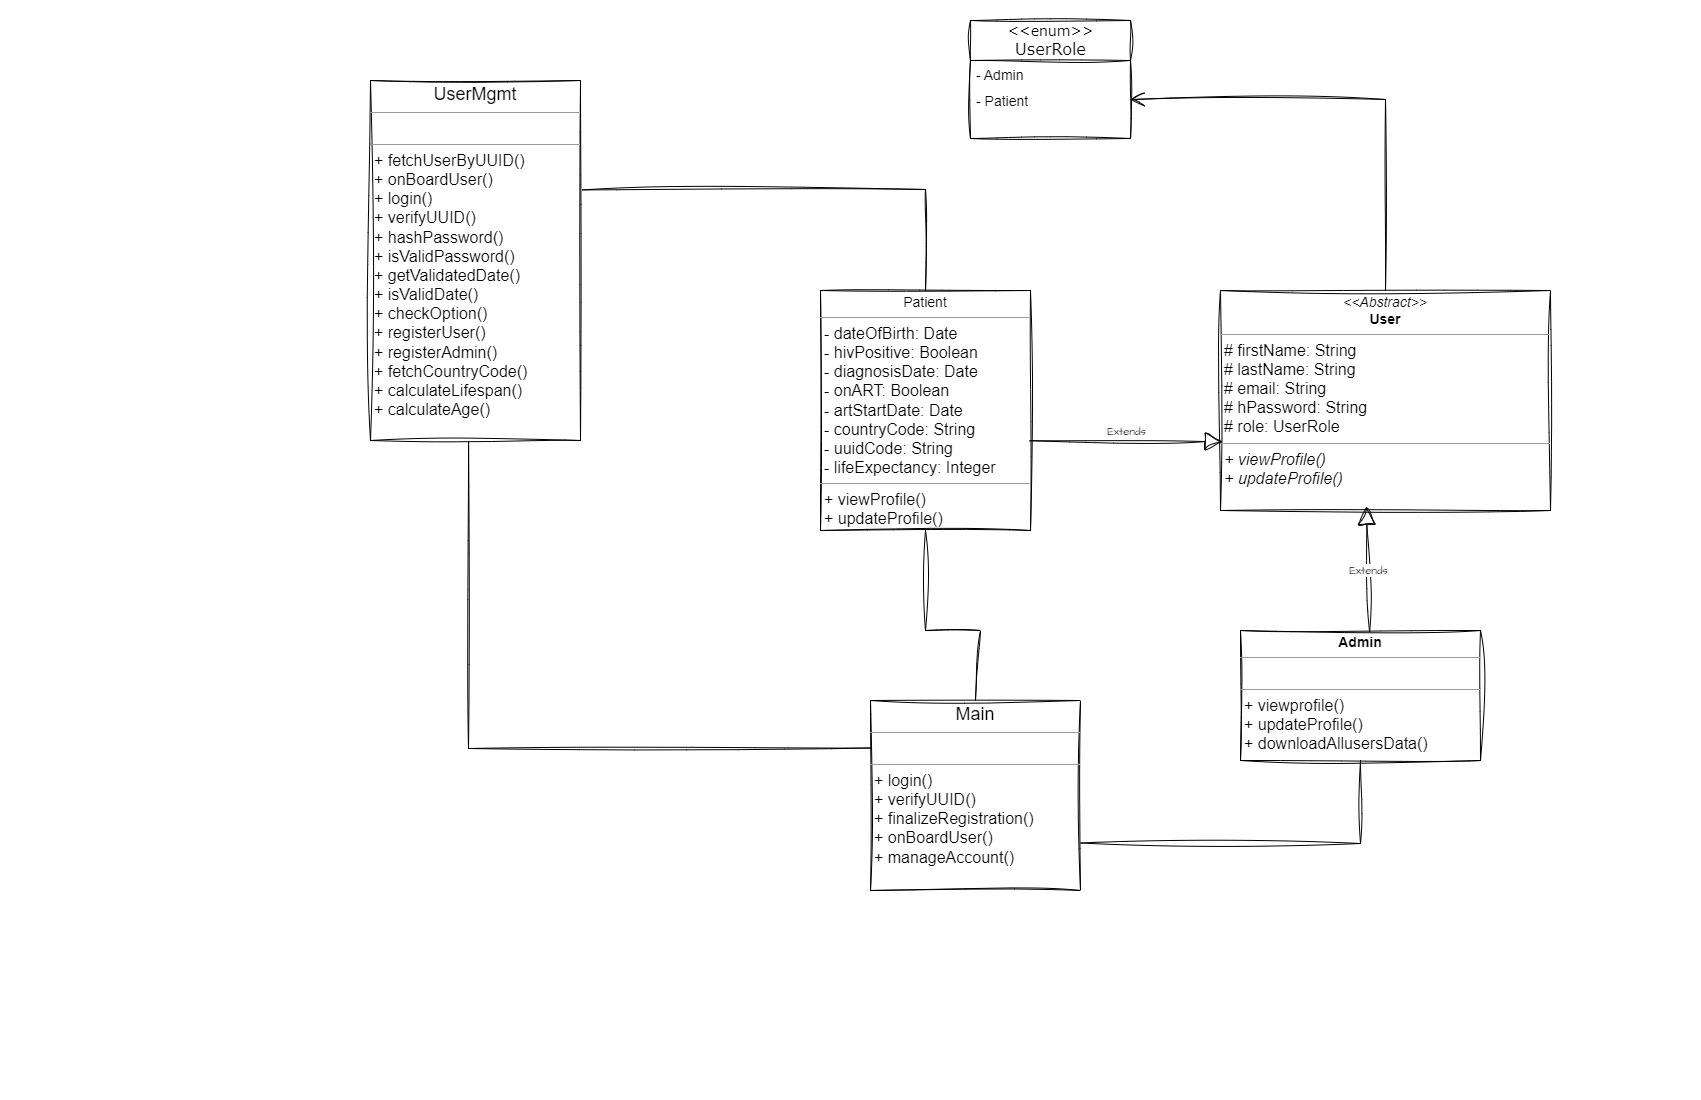 <<enum>>
UserRole
- Admin
- Patient
UserMgmt
+ fetchUserByUUID()
+ onBoardUser()
+ login()
+ verifyUUID()
+ hashPassword()
+ isValidPassword()
+ getValidatedDate()
+ isValidDate()
+ checkOption()
+ registerUser()
+ registerAdmin()
+ fetchCountryCode()
+ calculateLifespan()
+ calculateAge()
Patient
- dateOfBirth: Date
- hivPositive: Boolean
- diagnosisDate: Date
- onART: Boolean
- artStartDate: Date
- countryCode: String
- uuidCode: String
- lifeExpectancy: Integer
+ viewProfile()
+ updateProfile()
Extends
<<Abstract>>
User
# firstName: String
# lastName: String
# email: String
# hPassword: String
# role: UserRole
+ viewProfile()
+ updateProfile()
Extends
Admin
+ viewprofile()
+ updateProfile()
+ downloadAllusersData()
Main
+ login()
+ verifyUUID()
+ finalizeRegistration()
+ onBoardUser()
+ manageAccount()